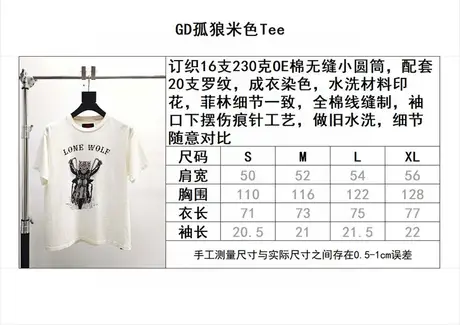 GD孤狼米色Tee
订织16支230克OE棉无缝小圆筒，配套
20支罗纹，成衣染色，水洗材料印
花，菲林细节一致，全棉线缝制，袖
口下摆伤痕针工艺，做旧水洗，细节
随意对比
LONE WOLF
尺码 S M L XL
肩宽 50 52 54 56
胸围 110 116 122 128
衣长 71 73 75 77
袖长 20.5 21 21.5 22
手工测量尺寸与实际尺寸之间存在0.5-1cm误差